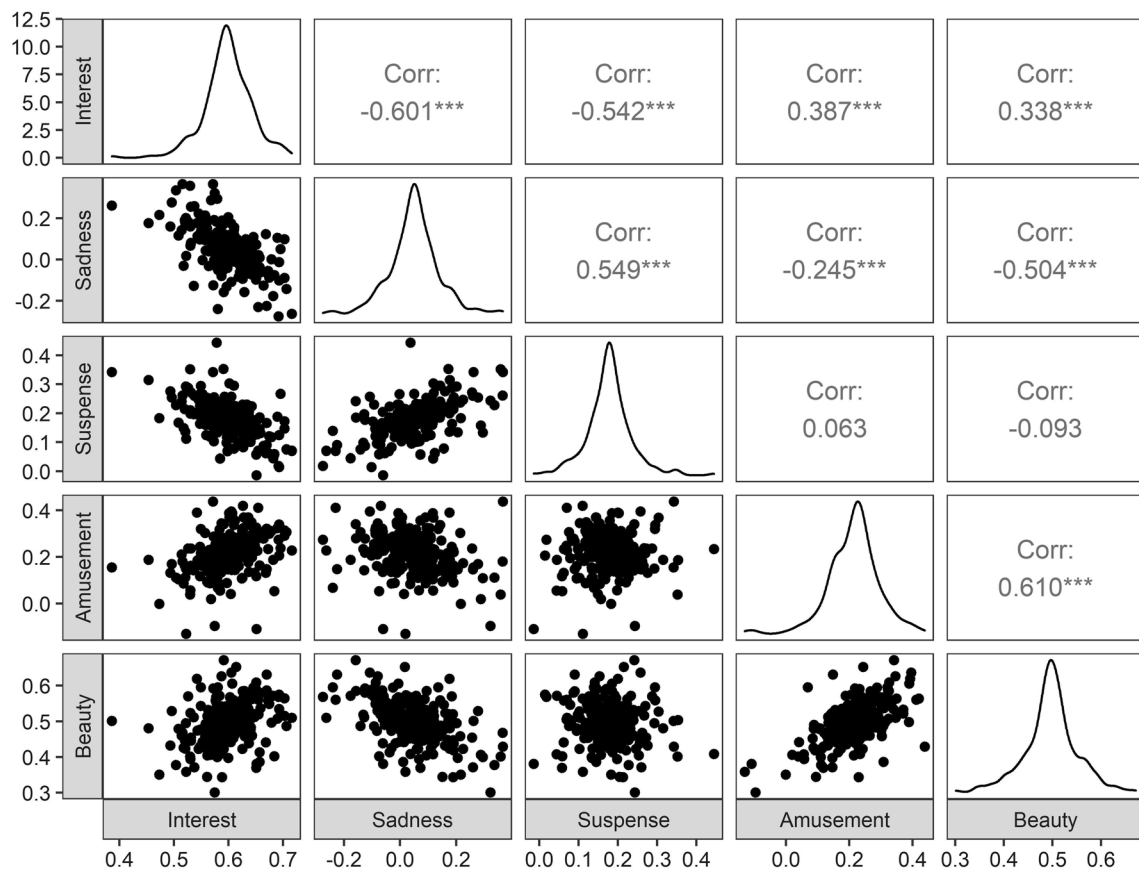 12.5
10.0
7.5
5.0
2.5
0.0
Interest
Corr:
-0.601***
Corr:
-0.542***
Corr:
0.387***
Corr:
0.338***
0.2
0.0
-0.2
Sadness
Corr:
0.549***
Corr:
-0.245***
Corr:
-0.504***
0.4
0.3
0.2
0.1
0.0
Suspense
Corr:
0.063
Corr:
-0.093
0.4
0.2
0.0
Amusement
Corr:
0.610***
0.6
0.5
0.4
0.3
Beauty
Interest Sadness Suspense Amusement Beauty
0.4 0.5 0.6 0.7 -0.2 0.0 0.2 0.0 0.1 0.2 0.3 0.4 0.0 0.2 0.4 0.3 0.4 0.5 0.6